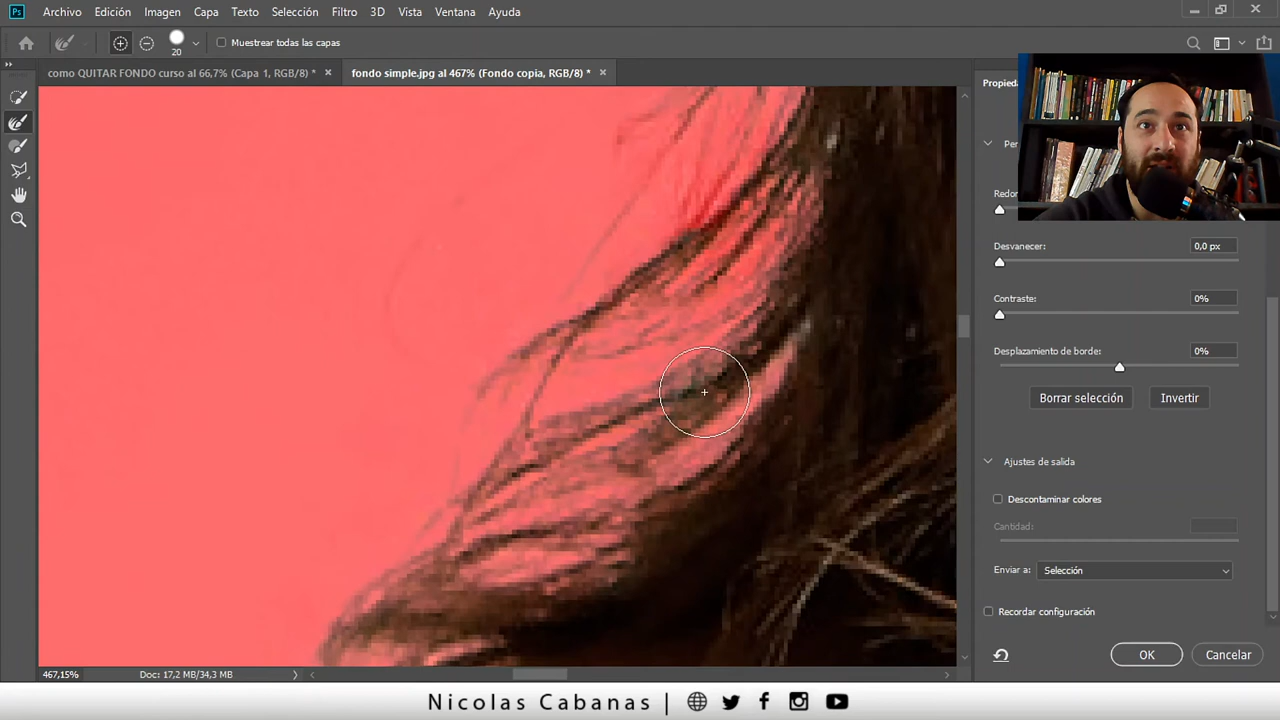 Ps Archivo Edición Imagen Capa Texto Selección Filtro 3D Vista Ventana Ayuda
20 Muestrear todas las capas
como QUITAR FONDO curso al 66,7% (Capa 1, RGB/8) * × fondo simple.jpg al 467% (Fondo copia, RGB/8) * ×
Propieda
Desvanecer: 0,0 px
Contraste: 0%
Desplazamiento de borde: 0%
Borrar selección Invertir
Ajustes de salida
Descontaminar colores
Cantidad:
Enviar a: Selección
Recordar configuración
OK Cancelar
467,15% Doc: 17,2 MB/34,3 MB
Nicolas Cabanas |